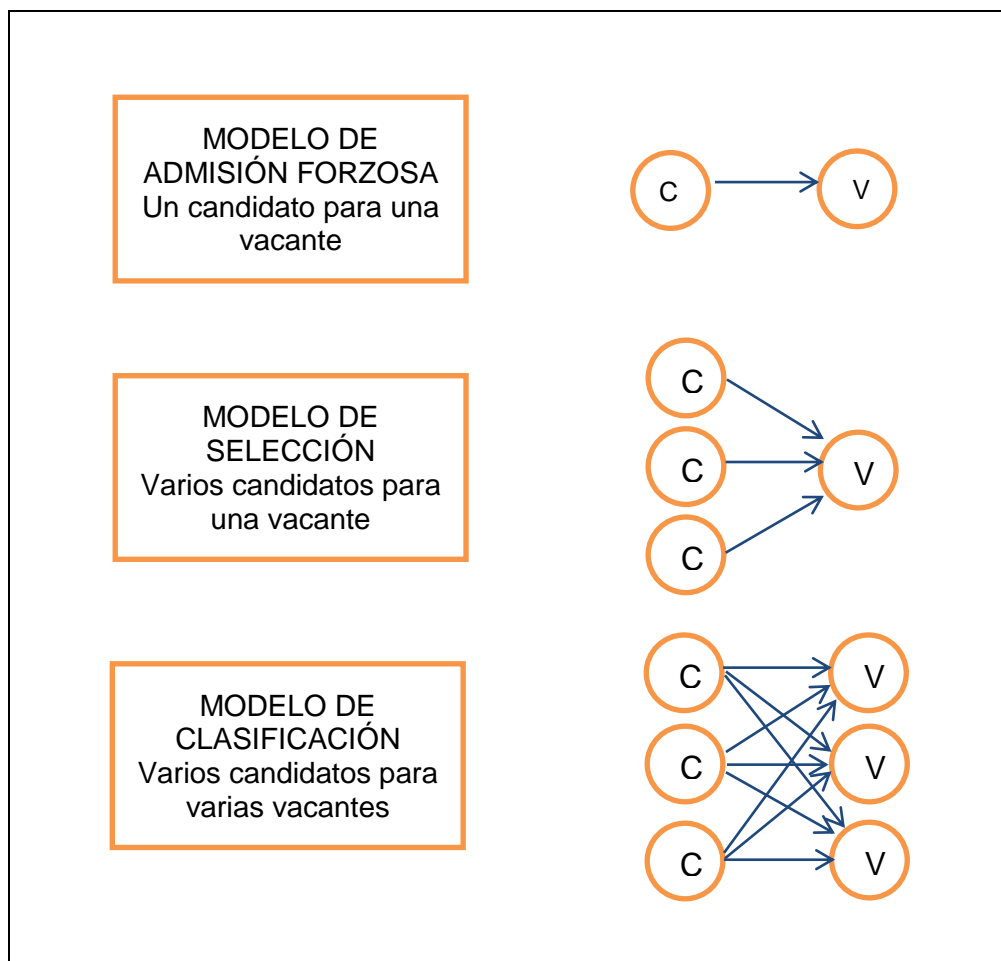 MODELO DE
ADMISIÓN FORZOSA
Un candidato para una
vacante
C
V
MODELO DE
SELECCIÓN
Varios candidatos para
una vacante
C
C
C
V
MODELO DE
CLASIFICACIÓN
Varios candidatos para
varias vacantes
C
V
C
V
C
V